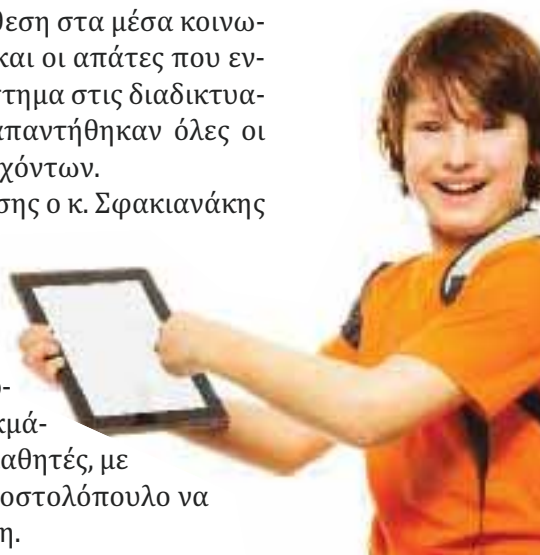 θεση στα μέσα κοινω-
και οι απάτες που εν-
στημα στις διαδικτυα-
απαντήθηκαν όλες οι
χόντων.
σης ο κ. Σφακιανάκης
κμά-
αθητές, με
οστολόπουλο να
η.